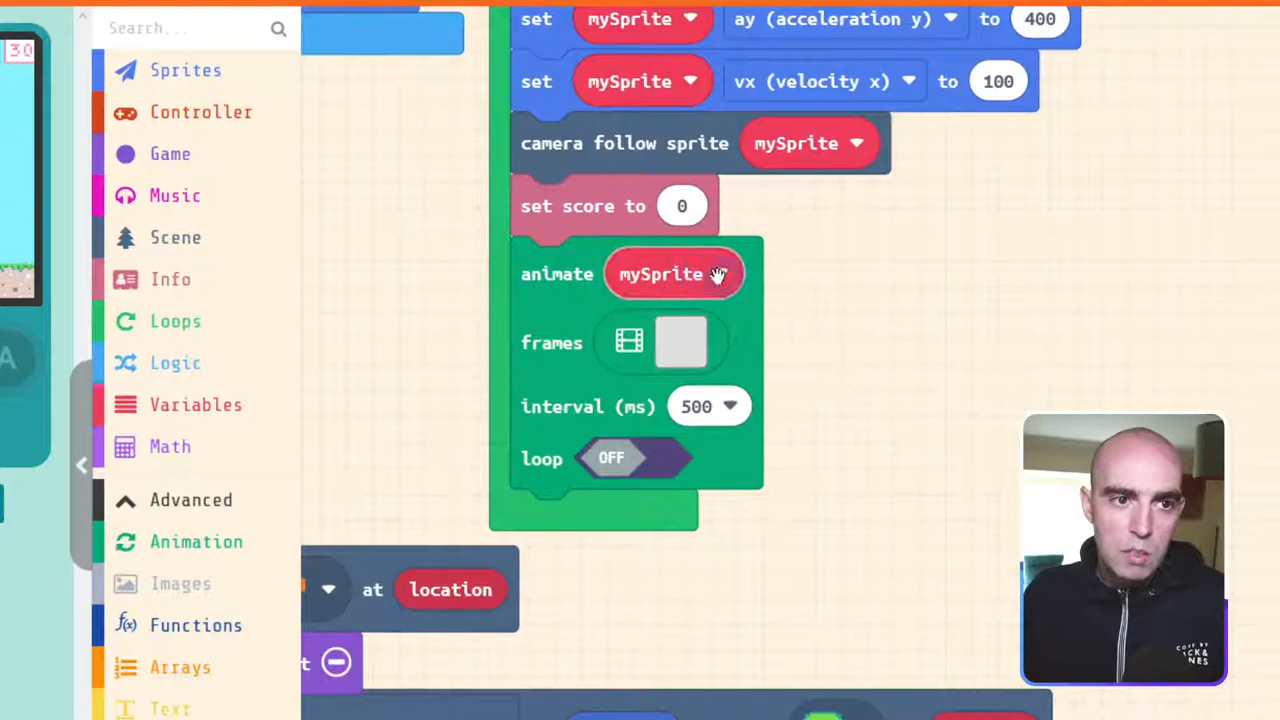 30
A
Search...
Sprites
Controller
Game
Music
Scene
Info
Loops
Logic
Variables
Math
Advanced
Animation
Images
Functions
Arrays
Text
set mySprite ay (acceleration y) to 400
set mySprite vx (velocity x) to 100
camera follow sprite mySprite
set score to 0
animate mySprite
frames
interval (ms) 500
loop OFF
at location
t